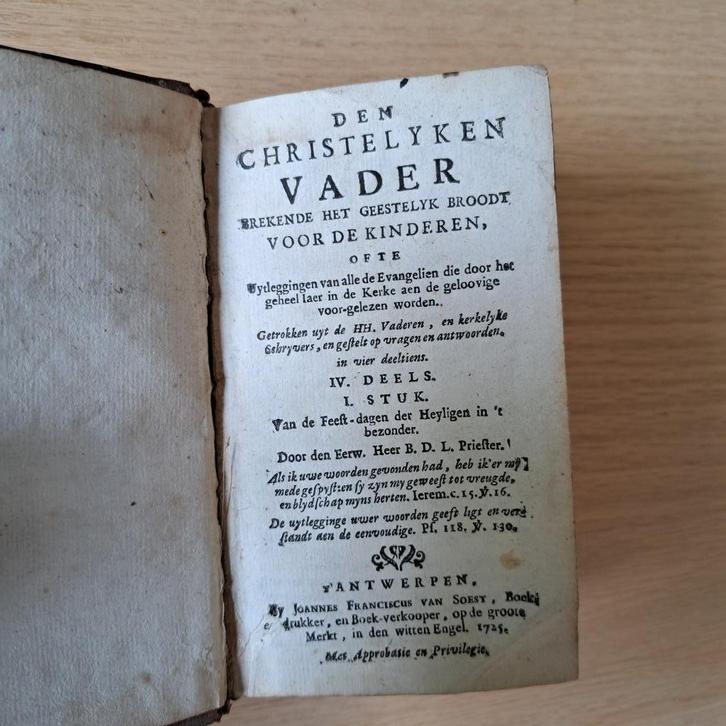 DEN
CHRISTELYKEN
VADER
BREKENDE HET GEESTELYK BROODT
VOOR DE KINDEREN,
OFTE
Uytleggingen van alle de Evangelien die door het
geheel laer in de Kerke aen de geloovige
voor-gelezen worden.
Getrokken uyt de HH. Vaderen, en kerkelyke
Schryvers, en gestelt op vragen en antwoorden.
in vier deeltiens.
IV. DEELS.
I. STUK.
Van de Feest-dagen der Heyligen in 't
bezonder.
Door den Eerw. Heer B. D. L. Priester.
Als ik uwe woorden gevonden had, heb ik'er my
mede gespyst: en sy zyn my geweest tot vreugde,
en blydschap myns herten. Ierem. c. 15. ℣. 16.
De uytlegginge uwer woorden geeft ligt en ver-
standt aen de eenvoudige. Ps. 118. ℣. 130.
T'ANTWERPEN,
By JOANNES FRANCISCUS VAN SOEST, Boek-
drukker, en Boek-verkooper, op de groote
Merkt, in den witten Engel. 1725.
Met Approbatie en Privilegie.